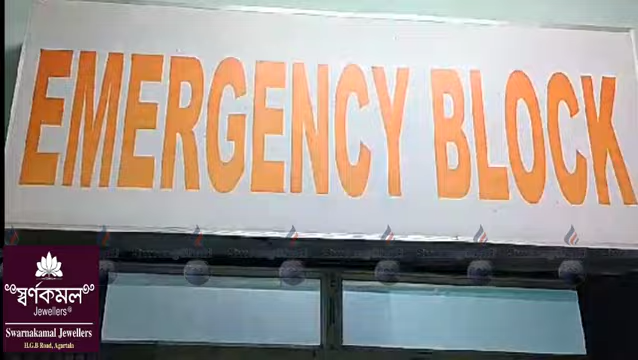 EMERGENCY BLOCK
স্বর্ণকমল
Jewellers
Swarnakamal Jewellers
H.G.B Road, Agartala